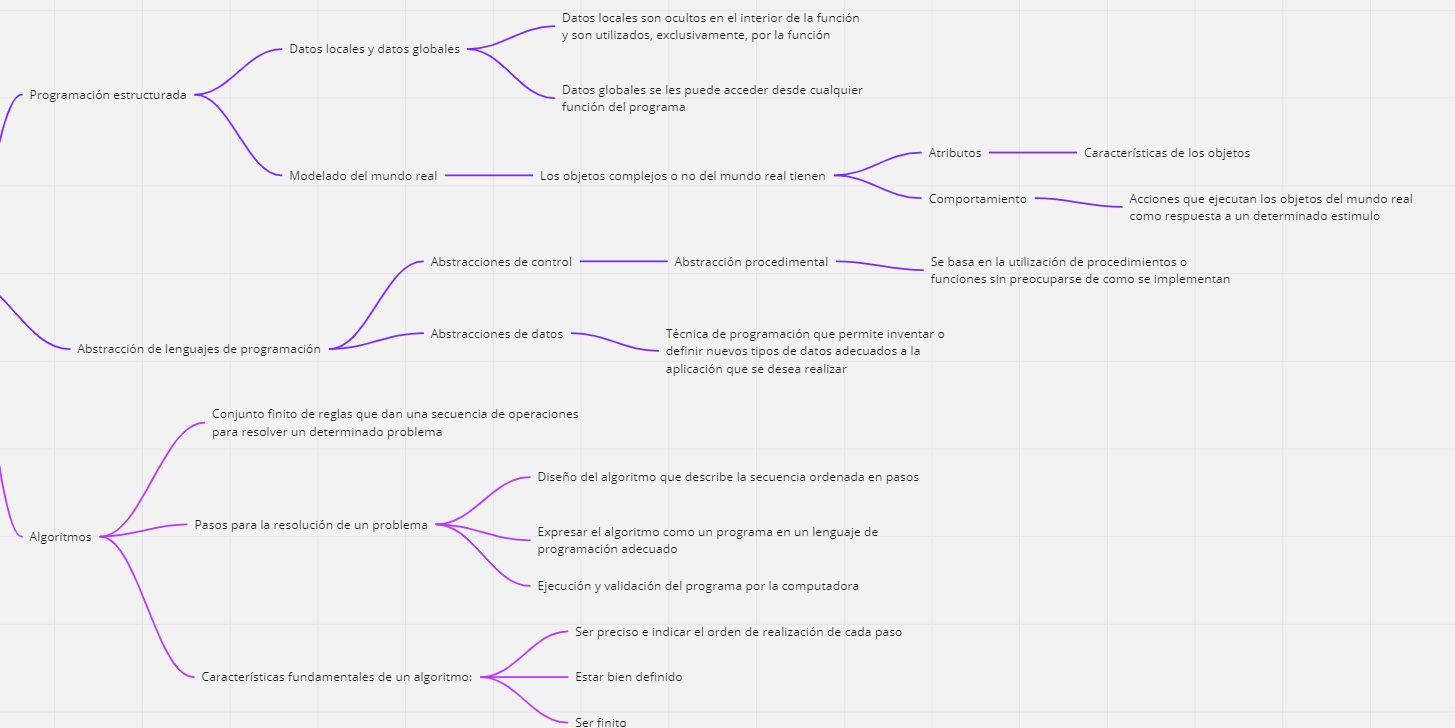 Datos locales son ocultos en el interior de la función
y son utilizados, exclusivamente, por la función
Datos locales y datos globales
Datos globales se les puede acceder desde cualquier
función del programa
Programación estructurada
Atributos
Características de los objetos
Modelado del mundo real
Los objetos complejos o no del mundo real tienen
Comportamiento
Acciones que ejecutan los objetos del mundo real
como respuesta a un determinado estimulo
Abstracciones de control
Abstracción procedimental
Se basa en la utilización de procedimientos o
funciones sin preocuparse de como se implementan
Abstracción de lenguajes de programación
Abstracciones de datos
Técnica de programación que permite inventar o
definir nuevos tipos de datos adecuados a la
aplicación que se desea realizar
Conjunto finito de reglas que dan una secuencia de operaciones
para resolver un determinado problema
Algoritmos
Pasos para la resolución de un problema
Diseño del algoritmo que describe la secuencia ordenada en pasos
Expresar el algoritmo como un programa en un lenguaje de
programación adecuado
Ejecución y validación del programa por la computadora
Características fundamentales de un algoritmo:
Ser preciso e indicar el orden de realización de cada paso
Estar bien definido
Ser finito